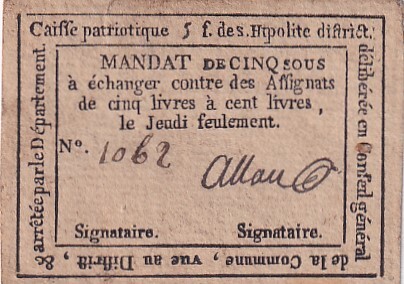 Caisse patriotique 5 f. des. Hipolite district.
délibérée en Conseil général
de la Commune, vue au District, &
arrêtée par le Département.
MANDAT DE CINQ SOUS
à échanger contre des Assignats
de cinq livres à cent livres,
le Jeudi seulement.
No. 1062
Allau
Signataire. Signataire.